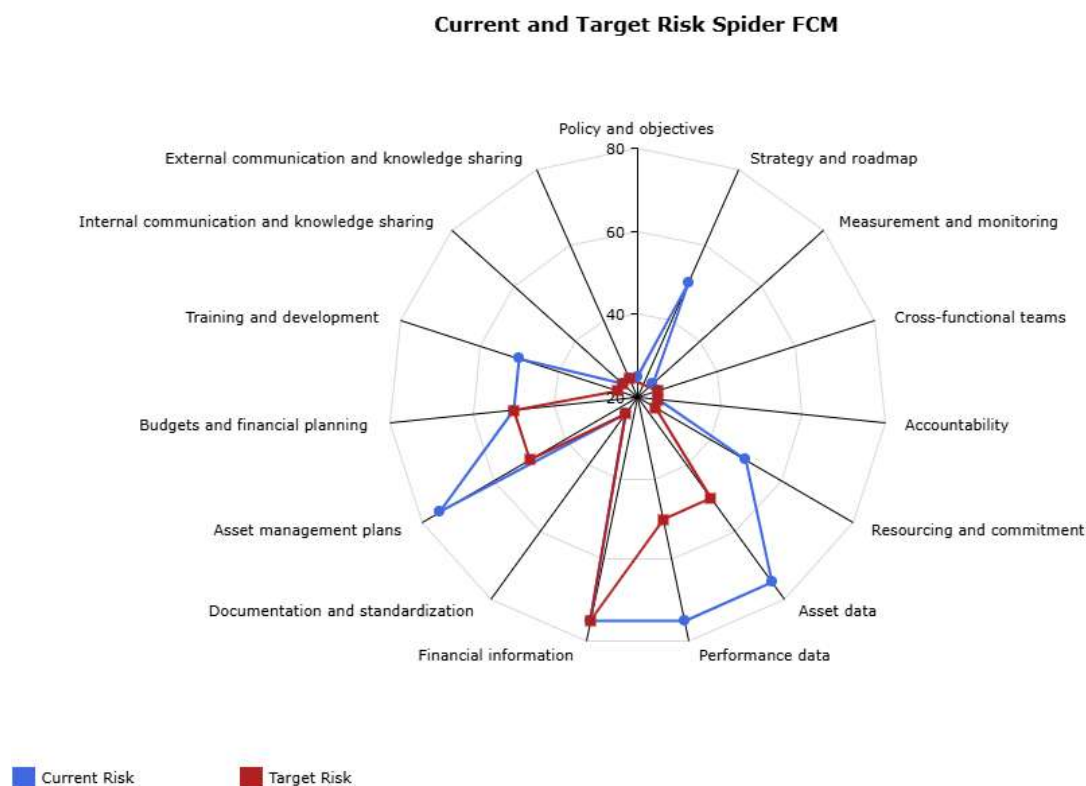 Current and Target Risk Spider FCM
Policy and objectives
External communication and knowledge sharing
80
Strategy and roadmap
Internal communication and knowledge sharing
60
Measurement and monitoring
Training and development
40
Cross-functional teams
20
Budgets and financial planning
Accountability
Asset management plans
Resourcing and commitment
Documentation and standardization
Asset data
Financial information
Performance data
Current Risk
Target Risk